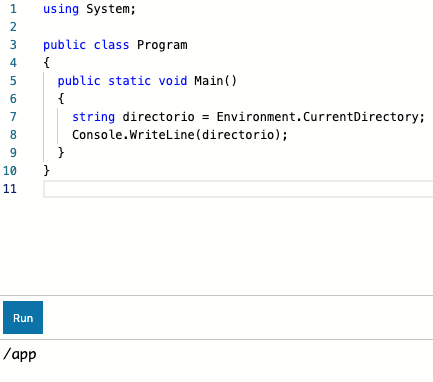 1 using System;
2
3 public class Program
4 {
5 public static void Main()
6 {
7 string directorio = Environment.CurrentDirectory;
8 Console.WriteLine(directorio);
9 }
10 }
11
Run
/app